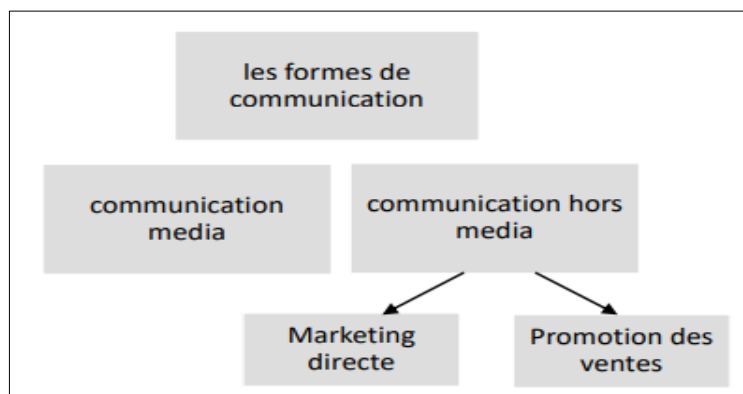 les formes de
communication
communication
media
communication hors
media
Marketing
directe
Promotion des
ventes